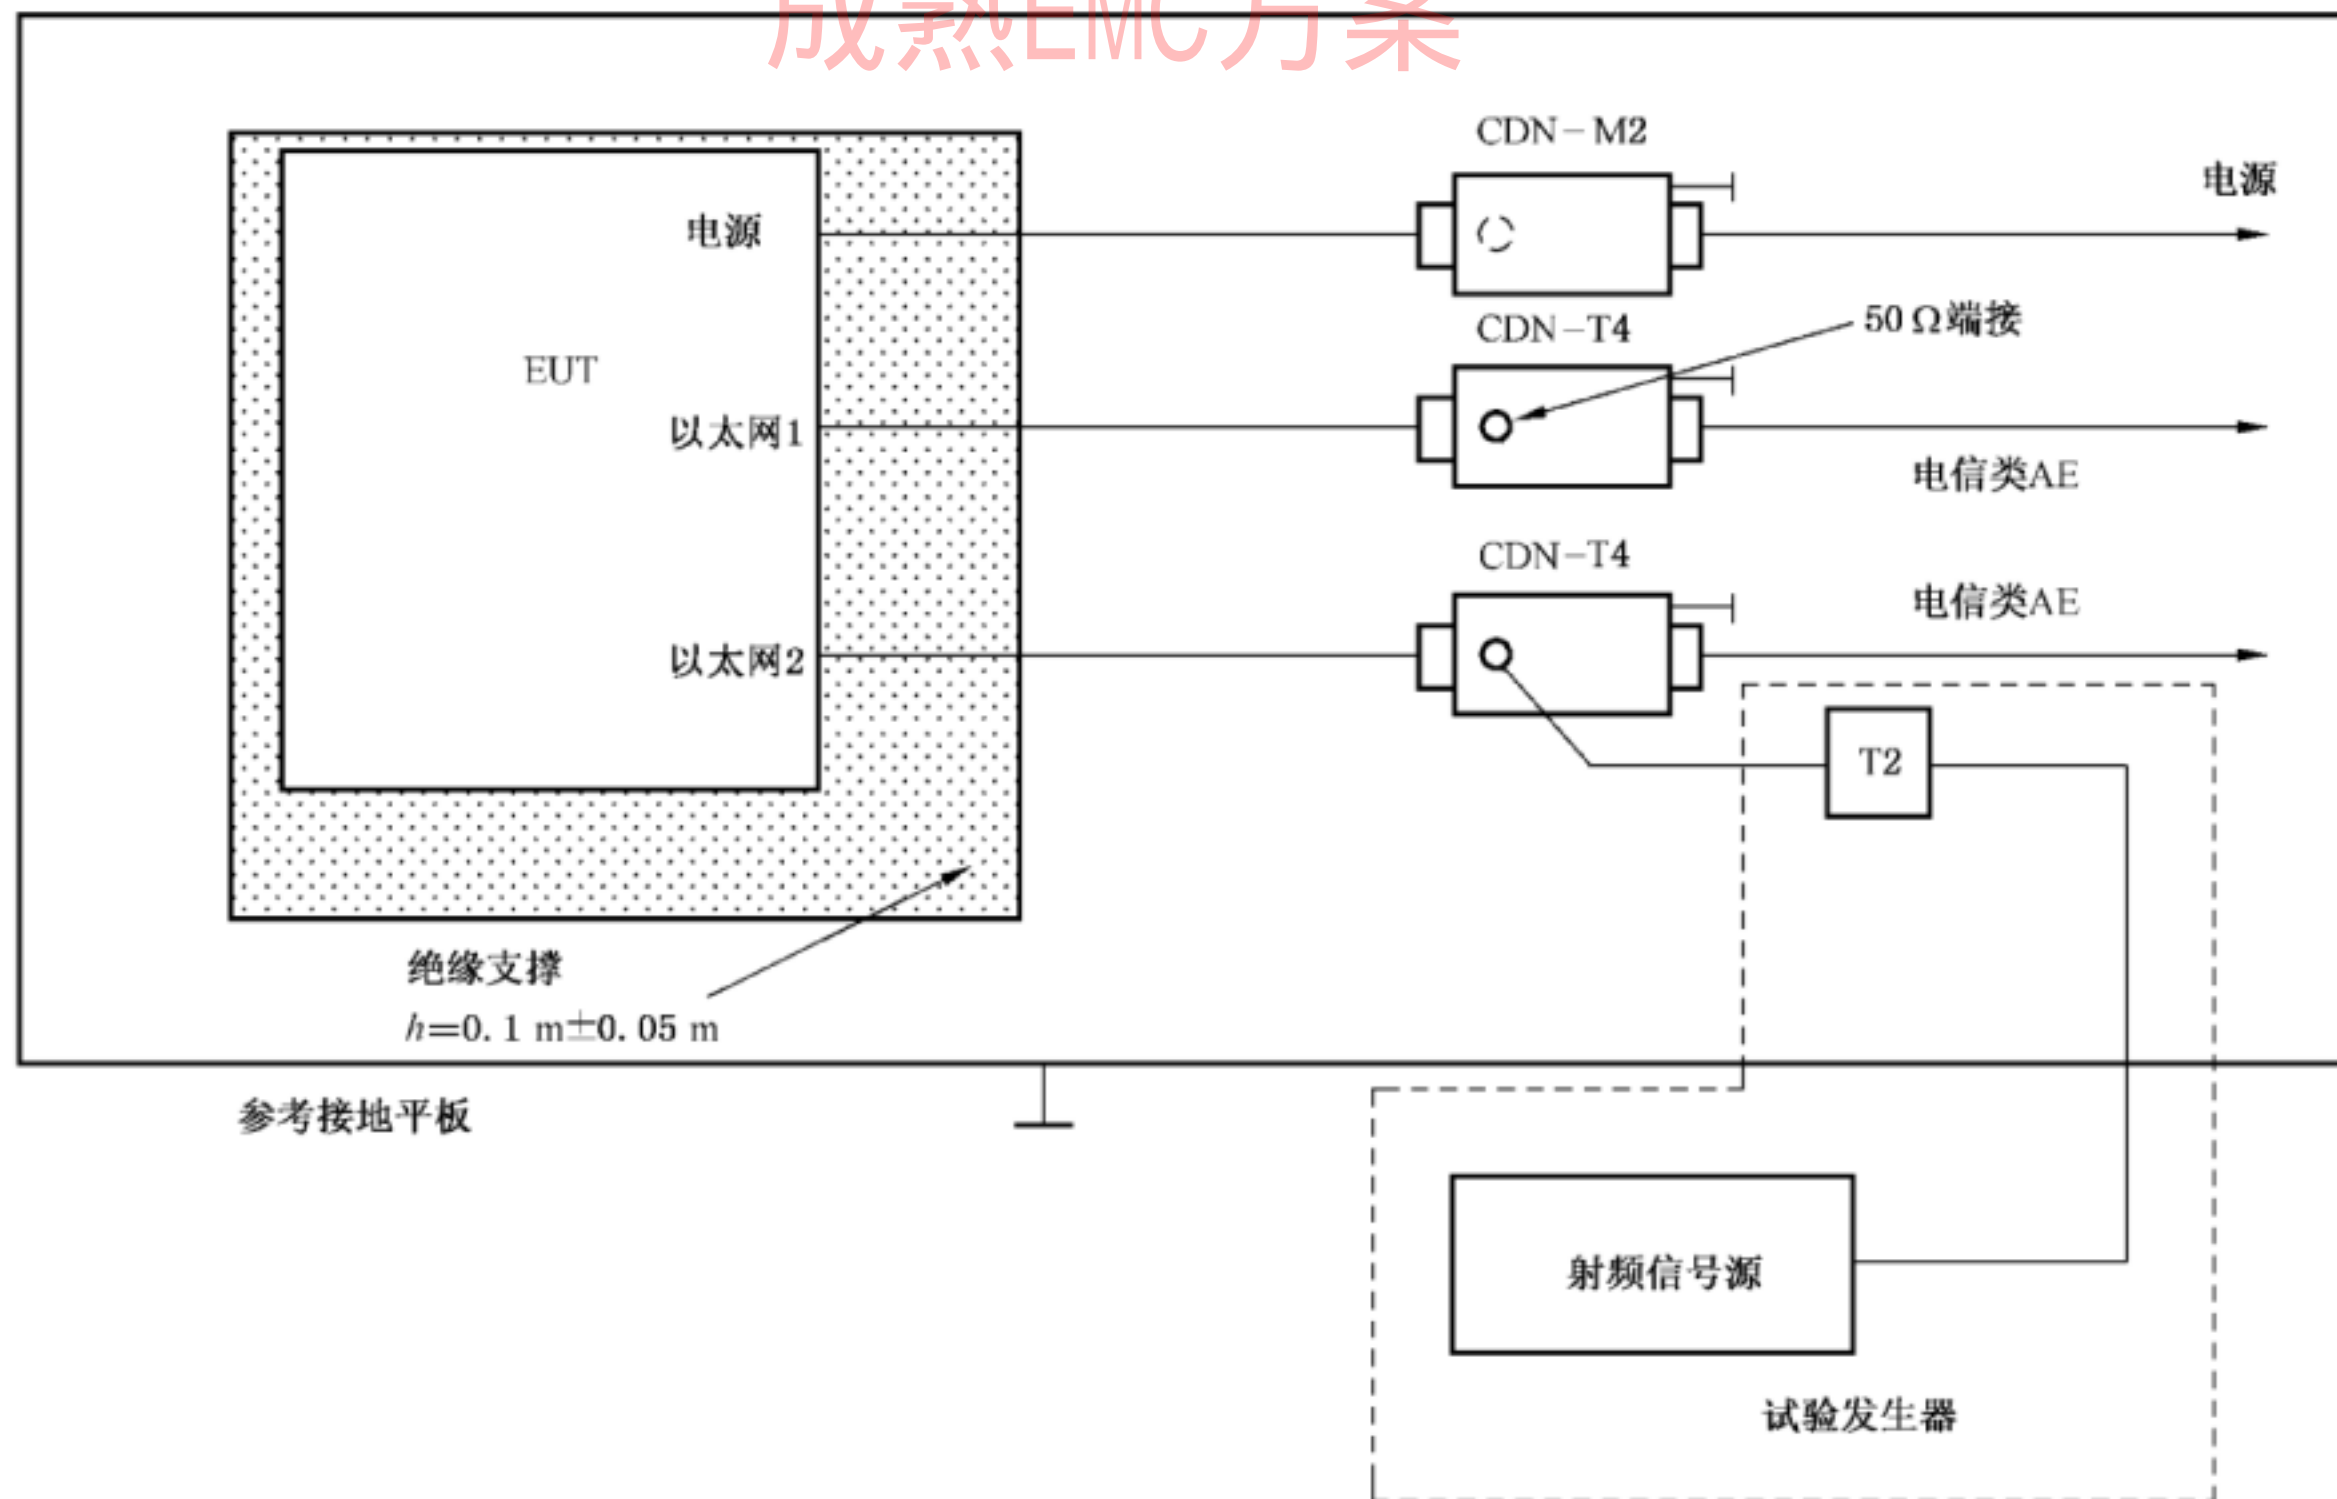 成熟EMC方案
CDN-M2
电源
电源
CDN-T4
50 Ω端接
EUT
以太网1
电信类AE
CDN-T4
电信类AE
以太网2
T2
绝缘支撑
h=0.1 m±0.05 m
参考接地平板
射频信号源
试验发生器